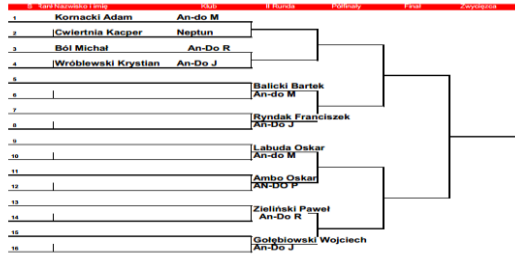 S Rank Nazwisko i imię Klub II Runda Półfinały Finał Zwycięzca
1 Kornacki Adam An-do M
2 Cwiertnia Kacper Neptun
3 Ból Michał An-Do R
4 Wróblewski Krystian An-Do J
5
Balicki Bartek
6 An-do M
7
Ryndak Franciszek
8 An-Do J
9
Labuda Oskar
10 An-do M
11
Ambo Oskar
12 AN-DO P
13
Zieliński Paweł
14 An-Do R
15
Gołębiowski Wojciech
16 An-Do J